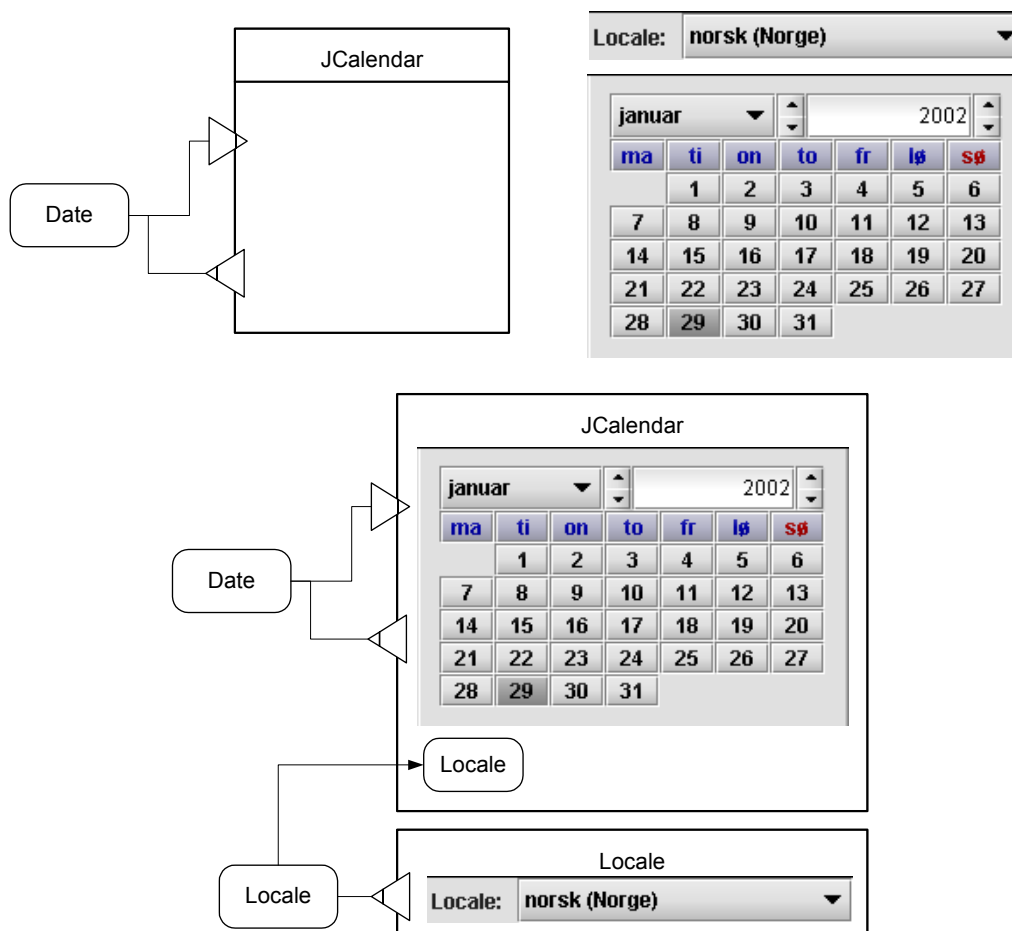 JCalendar
Date
Locale: norsk (Norge)
januar 2002
ma ti on to fr lø sø
1 2 3 4 5 6
7 8 9 10 11 12 13
14 15 16 17 18 19 20
21 22 23 24 25 26 27
28 29 30 31
JCalendar
januar 2002
ma ti on to fr lø sø
1 2 3 4 5 6
7 8 9 10 11 12 13
14 15 16 17 18 19 20
21 22 23 24 25 26 27
28 29 30 31
Date
Locale
Locale
Locale
Locale: norsk (Norge)